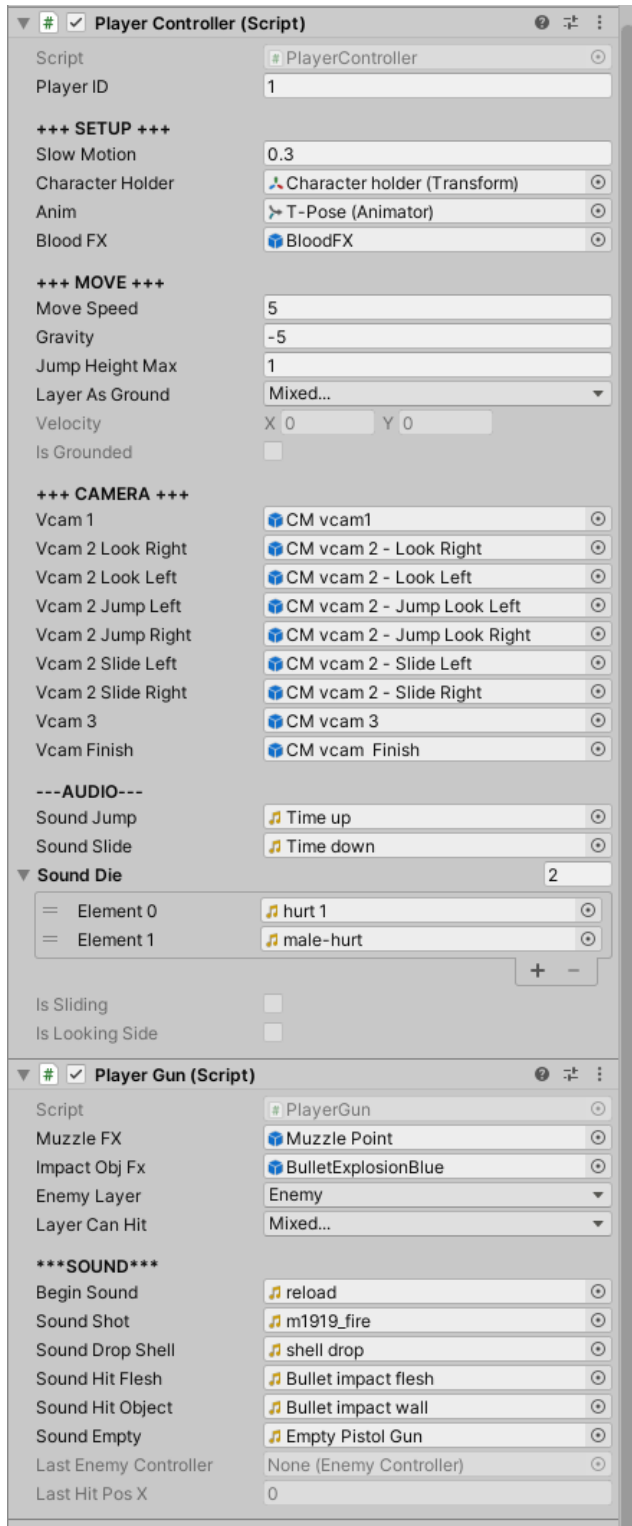 Player Controller (Script)
Script PlayerController
Player ID 1
+++ SETUP +++
Slow Motion 0.3
Character Holder Character holder (Transform)
Anim T-Pose (Animator)
Blood FX BloodFX
+++ MOVE +++
Move Speed 5
Gravity -5
Jump Height Max 1
Layer As Ground Mixed...
Velocity X 0 Y 0
Is Grounded
+++ CAMERA +++
Vcam 1 CM vcam1
Vcam 2 Look Right CM vcam 2 - Look Right
Vcam 2 Look Left CM vcam 2 - Look Left
Vcam 2 Jump Left CM vcam 2 - Jump Look Left
Vcam 2 Jump Right CM vcam 2 - Jump Look Right
Vcam 2 Slide Left CM vcam 2 - Slide Left
Vcam 2 Slide Right CM vcam 2 - Slide Right
Vcam 3 CM vcam 3
Vcam Finish CM vcam  Finish
---AUDIO---
Sound Jump Time up
Sound Slide Time down
Sound Die 2
Element 0 hurt 1
Element 1 male-hurt
+ -
Is Sliding
Is Looking Side
Player Gun (Script)
Script PlayerGun
Muzzle FX Muzzle Point
Impact Obj Fx BulletExplosionBlue
Enemy Layer Enemy
Layer Can Hit Mixed...
***SOUND***
Begin Sound reload
Sound Shot m1919_fire
Sound Drop Shell shell drop
Sound Hit Flesh Bullet impact flesh
Sound Hit Object Bullet impact wall
Sound Empty Empty Pistol Gun
Last Enemy Controller None (Enemy Controller)
Last Hit Pos X 0